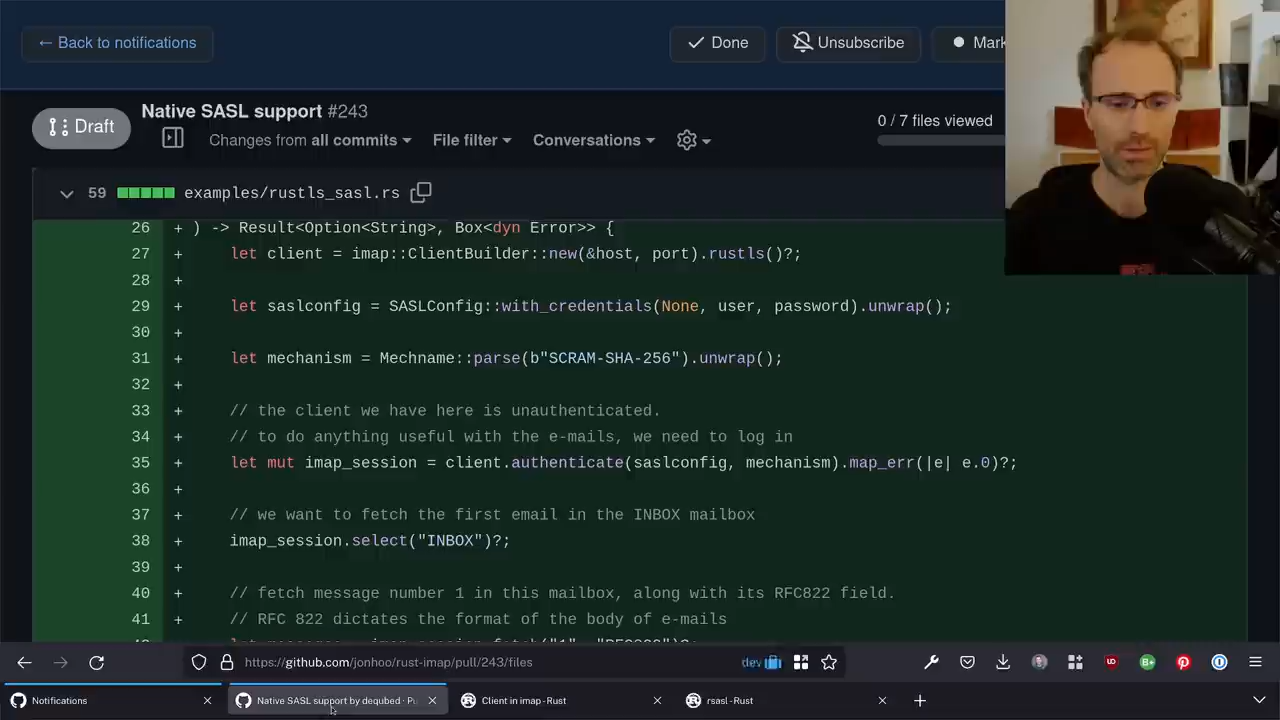 ← Back to notifications
Done
Unsubscribe
Mar
Draft
Native SASL support #243
Changes from all commits
File filter
Conversations
0 / 7 files viewed
59 examples/rustls_sasl.rs
26 + ) -> Result<Option<String>, Box<dyn Error>> {
27 + let client = imap::ClientBuilder::new(&host, port).rustls()?;
28 +
29 + let saslconfig = SASLConfig::with_credentials(None, user, password).unwrap();
30 +
31 + let mechanism = Mechname::parse(b"SCRAM-SHA-256").unwrap();
32 +
33 + // the client we have here is unauthenticated.
34 + // to do anything useful with the e-mails, we need to log in
35 + let mut imap_session = client.authenticate(saslconfig, mechanism).map_err(|e| e.0)?;
36 +
37 + // we want to fetch the first email in the INBOX mailbox
38 + imap_session.select("INBOX")?;
39 +
40 + // fetch message number 1 in this mailbox, along with its RFC822 field.
41 + // RFC 822 dictates the format of the body of e-mails
https://github.com/jonhoo/rust-imap/pull/243/files
dev
Notifications
Native SASL support by dequbed · Pu
Client in imap - Rust
rsasl - Rust